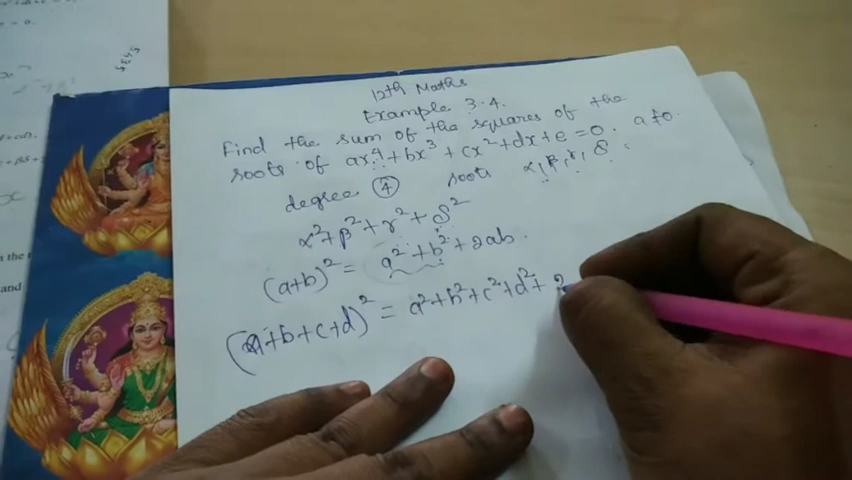 12th Maths
Example 3.4.
Find the sum of the squares of the
roots of ax⁴+bx³+cx²+dx+e=0. a≠0.
degree ④ roots α, β, γ, δ
α²+β²+γ²+δ²
(a+b)² = a²+b²+2ab.
(a+b+c+d)² = a²+b²+c²+d²+2